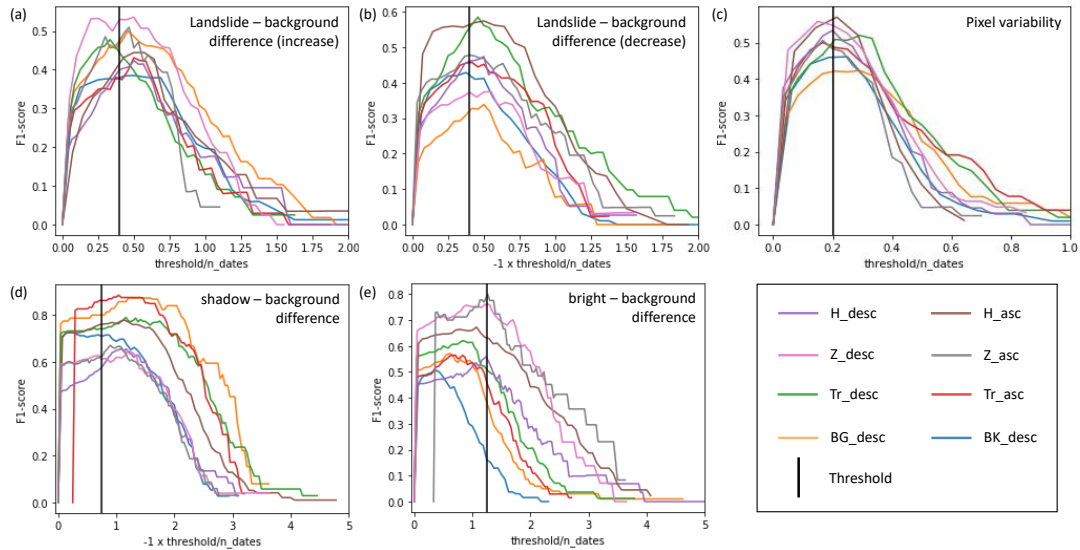 (a)
Landslide – background
difference (increase)
F1-score
0.5
0.4
0.3
0.2
0.1
0.0
0.00 0.25 0.50 0.75 1.00 1.25 1.50 1.75 2.00
threshold/n_dates
(b)
Landslide – background
difference (decrease)
F1-score
0.6
0.5
0.4
0.3
0.2
0.1
0.0
0.00 0.25 0.50 0.75 1.00 1.25 1.50 1.75 2.00
-1 x threshold/n_dates
(c)
Pixel variability
F1-score
0.5
0.4
0.3
0.2
0.1
0.0
0.0 0.2 0.4 0.6 0.8 1.0
threshold/n_dates
(d)
shadow – background
difference
F1-score
0.8
0.6
0.4
0.2
0.0
0 1 2 3 4 5
-1 x threshold/n_dates
(e)
bright – background
difference
F1-score
0.8
0.7
0.6
0.5
0.4
0.3
0.2
0.1
0.0
0 1 2 3 4 5
threshold/n_dates
H_desc H_asc
Z_desc Z_asc
Tr_desc Tr_asc
BG_desc BK_desc
Threshold